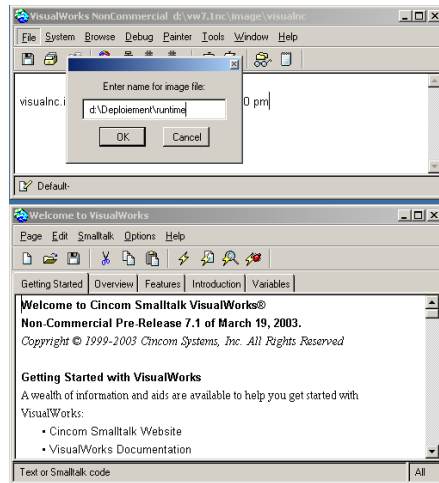 VisualWorks NonCommercial d:\vw7.1nc\image\visualnc
File System Browse Debug Painter Tools Window Help
Enter name for image file:
visualnc.i 0 pm
d:\Deploiement\runtime
OK Cancel
Default-
Welcome to VisualWorks
Page Edit Smalltalk Options Help
Getting Started Overview Features Introduction Variables
Welcome to Cincom Smalltalk VisualWorks®
Non-Commercial Pre-Release 7.1 of March 19, 2003.
Copyright © 1999-2003 Cincom Systems, Inc. All Rights Reserved
Getting Started with VisualWorks
A wealth of information and aids are available to help you get started with
VisualWorks:
▪ Cincom Smalltalk Website
▪ VisualWorks Documentation
Text or Smalltalk code All